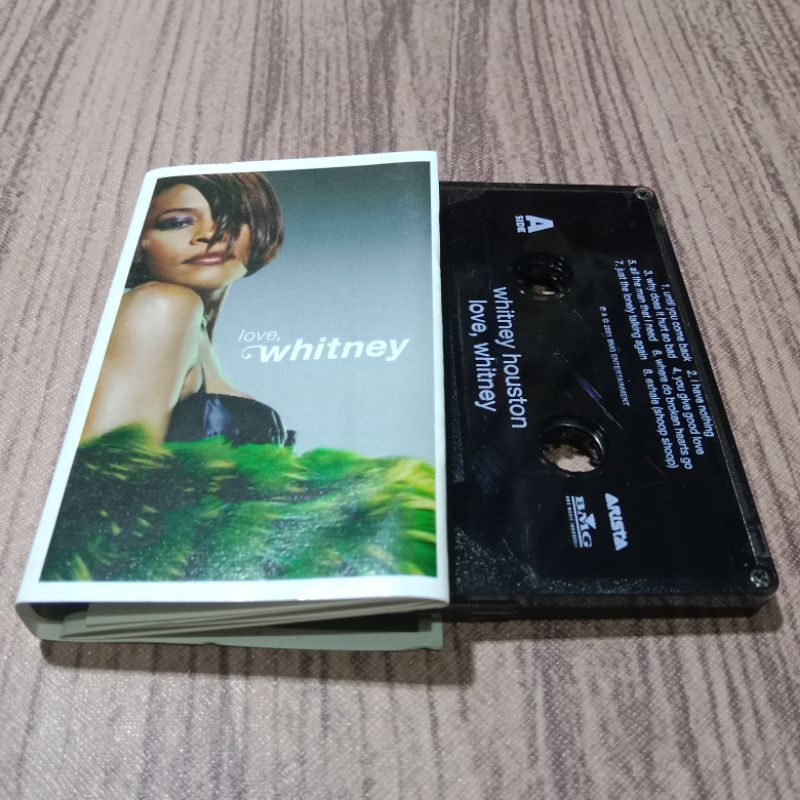 love,
whitney
A
SIDE
whitney houston
love, whitney
℗ & © 2001 BMG ENTERTAINMENT
1. until you come back 2. i have nothing
3. why does it hurt so bad 4. you give good love
5. all the man that i need 6. where do broken hearts go
7. just the lonely talking again 8. exhale (shoop shoop)
ARISTA
BMG